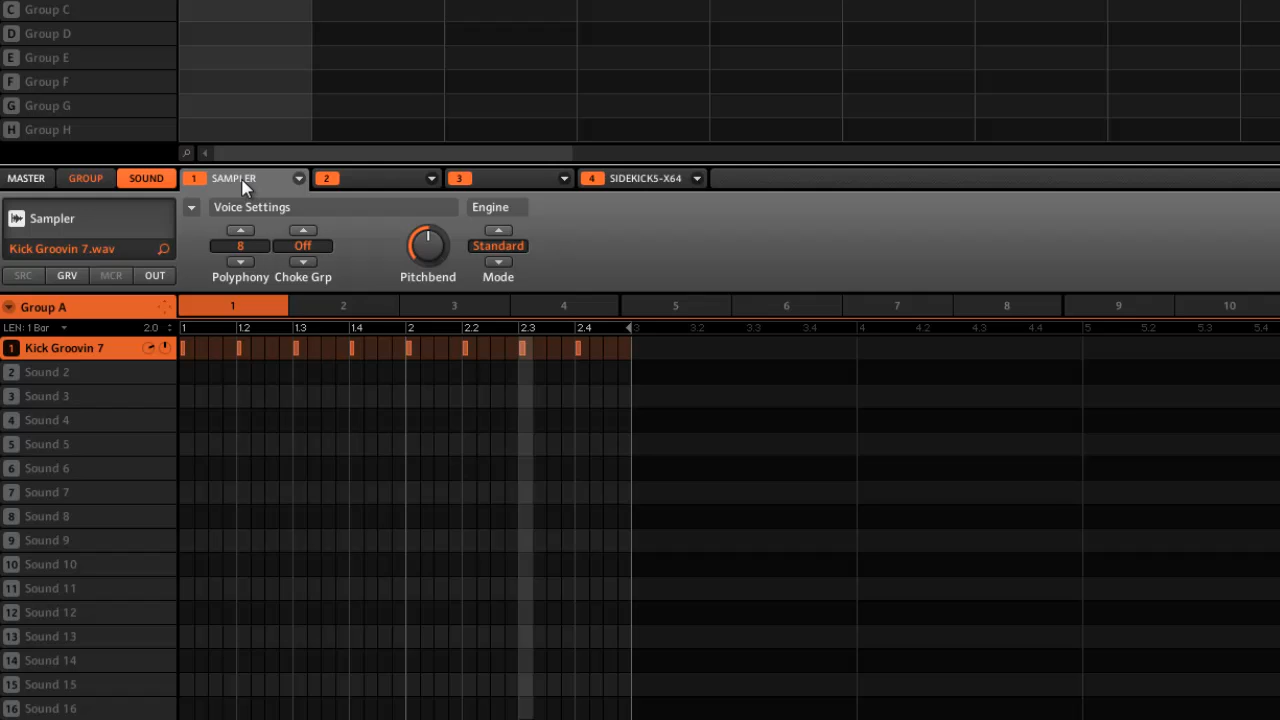 C Group C
D Group D
E Group E
F Group F
G Group G
H Group H
MASTER GROUP SOUND 1 SAMPLER 2 3 4 SIDEKICK5-X64
Sampler Voice Settings Engine
Kick Groovin 7.wav 8 Off Standard
SRC GRV MCR OUT Polyphony Choke Grp Pitchbend Mode
Group A 1 2 3 4 5 6 7 8 9 10
LEN: 1 Bar 2.0 1 1.2 1.3 1.4 2 2.2 2.3 2.4 3 3.2 3.3 3.4 4 4.2 4.3 4.4 5 5.2 5.3 5.4
1 Kick Groovin 7
2 Sound 2
3 Sound 3
4 Sound 4
5 Sound 5
6 Sound 6
7 Sound 7
8 Sound 8
9 Sound 9
10 Sound 10
11 Sound 11
12 Sound 12
13 Sound 13
14 Sound 14
15 Sound 15
16 Sound 16